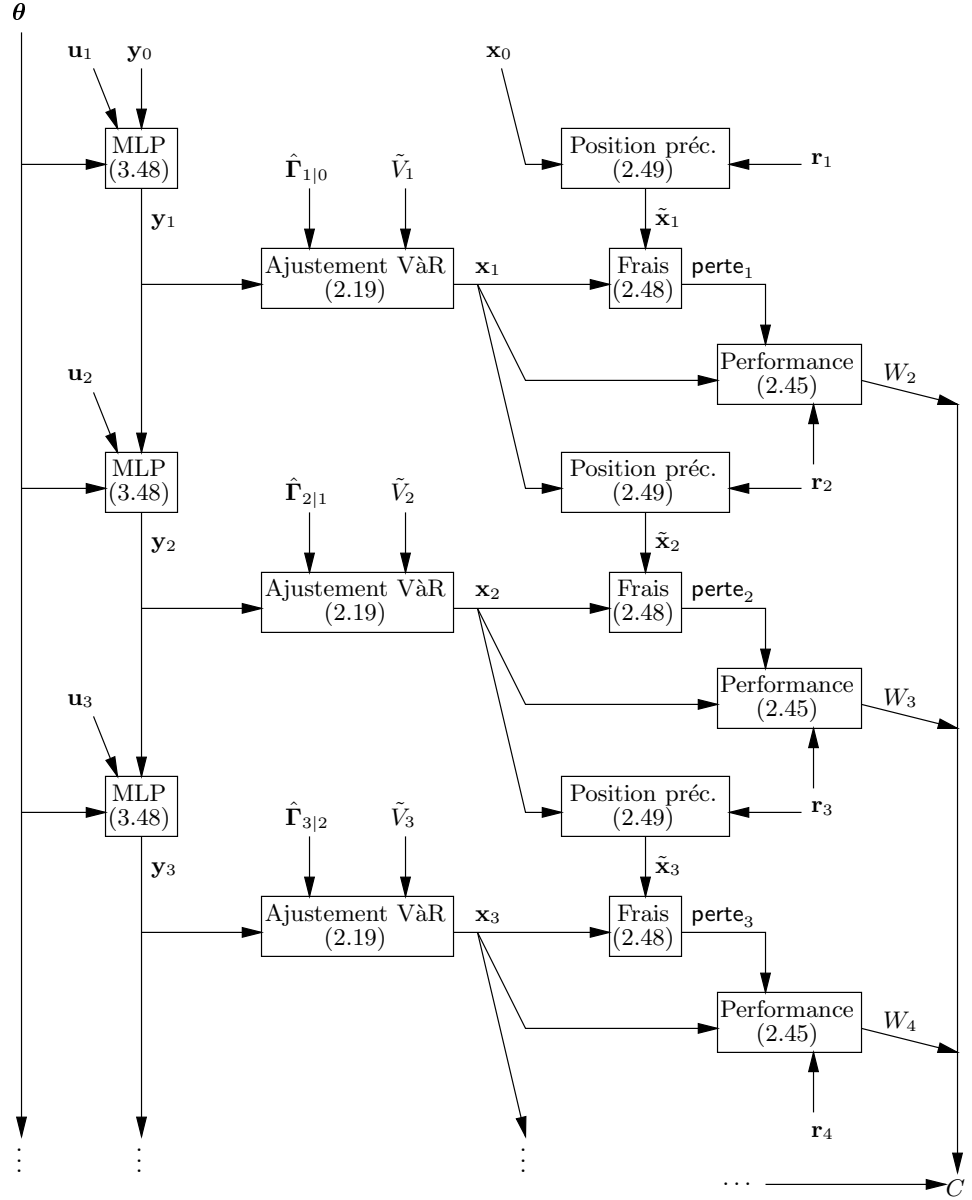 θ
u₁ y₀ x₀
MLP
(3.48)
Position préc.
(2.49)
r₁
Γ̂₁|₀ Ṽ₁
y₁
x̃₁
Ajustement VàR
(2.19)
x₁
Frais
(2.48)
perte₁
Performance
(2.45)
W₂
u₂
MLP
(3.48)
Position préc.
(2.49)
r₂
Γ̂₂|₁ Ṽ₂
y₂
x̃₂
Ajustement VàR
(2.19)
x₂
Frais
(2.48)
perte₂
Performance
(2.45)
W₃
u₃
MLP
(3.48)
Position préc.
(2.49)
r₃
Γ̂₃|₂ Ṽ₃
y₃
x̃₃
Ajustement VàR
(2.19)
x₃
Frais
(2.48)
perte₃
Performance
(2.45)
W₄
r₄
⋮ ⋮ ⋮
⋯ C